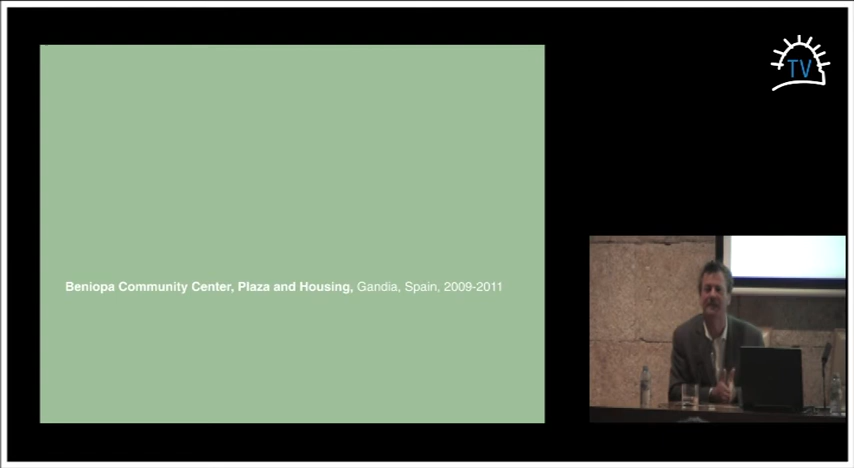 TV
Beniopa Community Center, Plaza and Housing, Gandia, Spain, 2009-2011